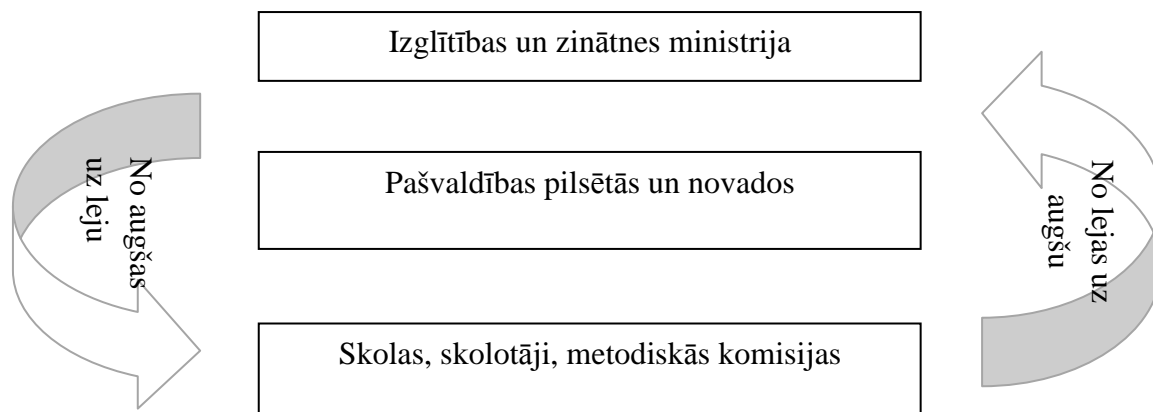 Izglītības un zinātnes ministrija
No augšas
uz leju
Pašvaldības pilsētās un novados
No lejas uz
augšu
Skolas, skolotāji, metodiskās komisijas